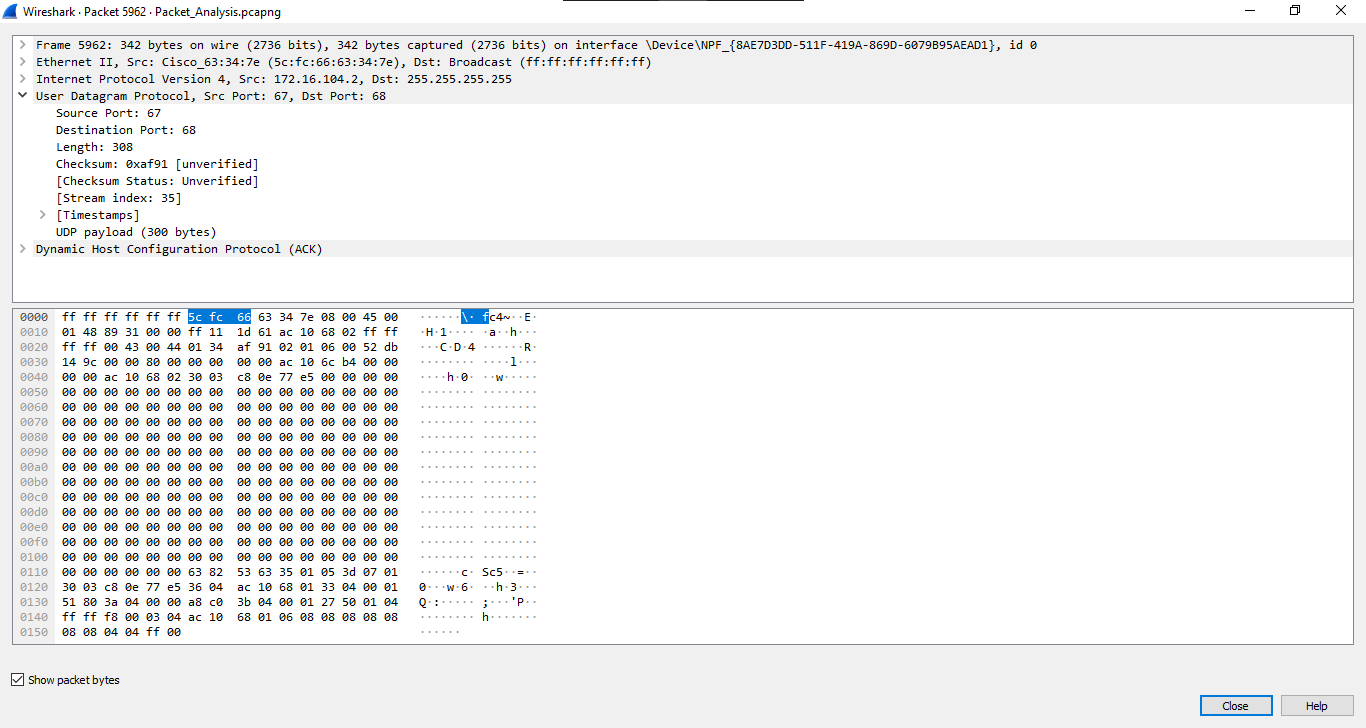 Wireshark · Packet 5962 · Packet_Analysis.pcapng
Frame 5962: 342 bytes on wire (2736 bits), 342 bytes captured (2736 bits) on interface \Device\NPF_{8AE7D3DD-511F-419A-869D-6079B95AEAD1}, id 0
Ethernet II, Src: Cisco_63:34:7e (5c:fc:66:63:34:7e), Dst: Broadcast (ff:ff:ff:ff:ff:ff)
Internet Protocol Version 4, Src: 172.16.104.2, Dst: 255.255.255.255
User Datagram Protocol, Src Port: 67, Dst Port: 68
Source Port: 67
Destination Port: 68
Length: 308
Checksum: 0xaf91 [unverified]
[Checksum Status: Unverified]
[Stream index: 35]
[Timestamps]
UDP payload (300 bytes)
Dynamic Host Configuration Protocol (ACK)
0000 ff ff ff ff ff ff 5c fc 66 63 34 7e 08 00 45 00 ······\· fc4~··E·
0010 01 48 89 31 00 00 ff 11 1d 61 ac 10 68 02 ff ff ·H·1···· ·a··h···
0020 ff ff 00 43 00 44 01 34 af 91 02 01 06 00 52 db ···C·D·4 ······R·
0030 14 9c 00 00 80 00 00 00 00 00 ac 10 6c b4 00 00 ········ ····l···
0040 00 00 ac 10 68 02 30 03 c8 0e 77 e5 00 00 00 00 ····h·0· ··w·····
0050 00 00 00 00 00 00 00 00 00 00 00 00 00 00 00 00 ········ ········
0060 00 00 00 00 00 00 00 00 00 00 00 00 00 00 00 00 ········ ········
0070 00 00 00 00 00 00 00 00 00 00 00 00 00 00 00 00 ········ ········
0080 00 00 00 00 00 00 00 00 00 00 00 00 00 00 00 00 ········ ········
0090 00 00 00 00 00 00 00 00 00 00 00 00 00 00 00 00 ········ ········
00a0 00 00 00 00 00 00 00 00 00 00 00 00 00 00 00 00 ········ ········
00b0 00 00 00 00 00 00 00 00 00 00 00 00 00 00 00 00 ········ ········
00c0 00 00 00 00 00 00 00 00 00 00 00 00 00 00 00 00 ········ ········
00d0 00 00 00 00 00 00 00 00 00 00 00 00 00 00 00 00 ········ ········
00e0 00 00 00 00 00 00 00 00 00 00 00 00 00 00 00 00 ········ ········
00f0 00 00 00 00 00 00 00 00 00 00 00 00 00 00 00 00 ········ ········
0100 00 00 00 00 00 00 00 00 00 00 00 00 00 00 00 00 ········ ········
0110 00 00 00 00 00 00 63 82 53 63 35 01 05 3d 07 01 ······c· Sc5··=··
0120 30 03 c8 0e 77 e5 36 04 ac 10 68 01 33 04 00 01 0···w·6· ··h·3···
0130 51 80 3a 04 00 00 a8 c0 3b 04 00 01 27 50 01 04 Q·:····· ;···'P··
0140 ff ff f8 00 03 04 ac 10 68 01 06 08 08 08 08 08 ········ h·······
0150 08 08 04 04 ff 00 ······
Show packet bytes
Close
Help